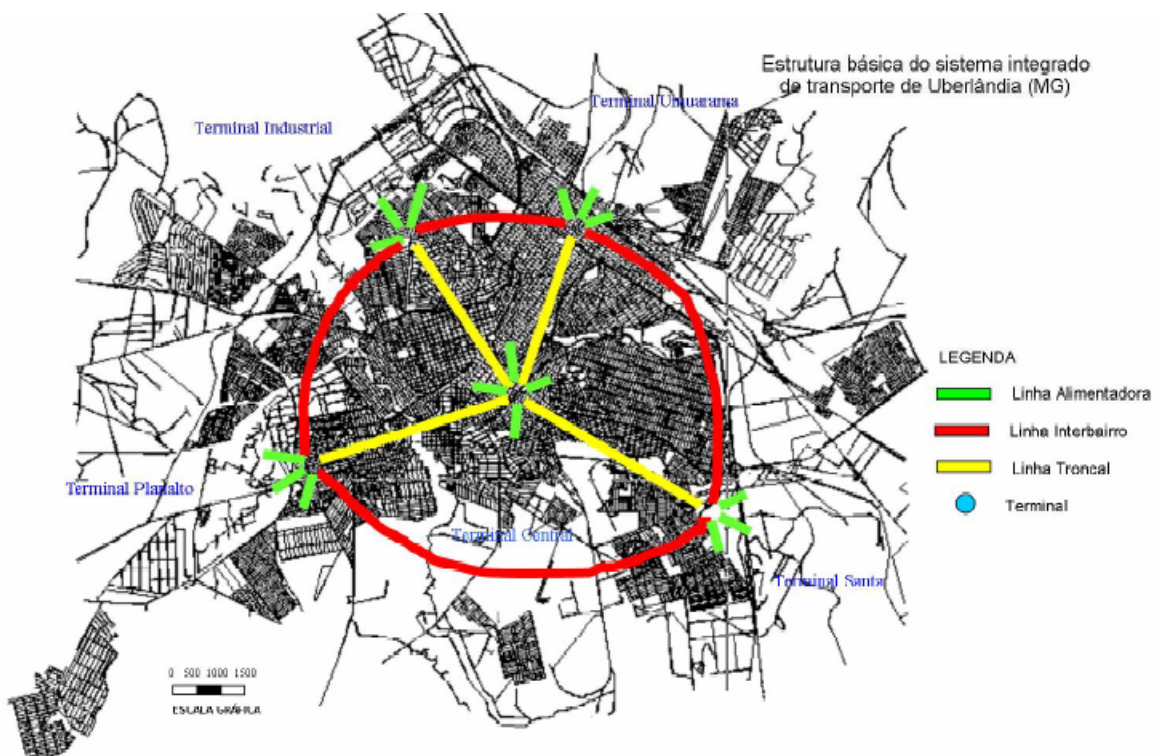 Estrutura básica do sistema integrado
de transporte de Uberlândia (MG)
Terminal Umuarama
Terminal Industrial
LEGENDA
Linha Alimentadora
Linha Interbairro
Linha Troncal
Terminal
Terminal Planalto
Terminal Central
Terminal Santa
0 500 1000 1500
ESCALA GRÁFICA